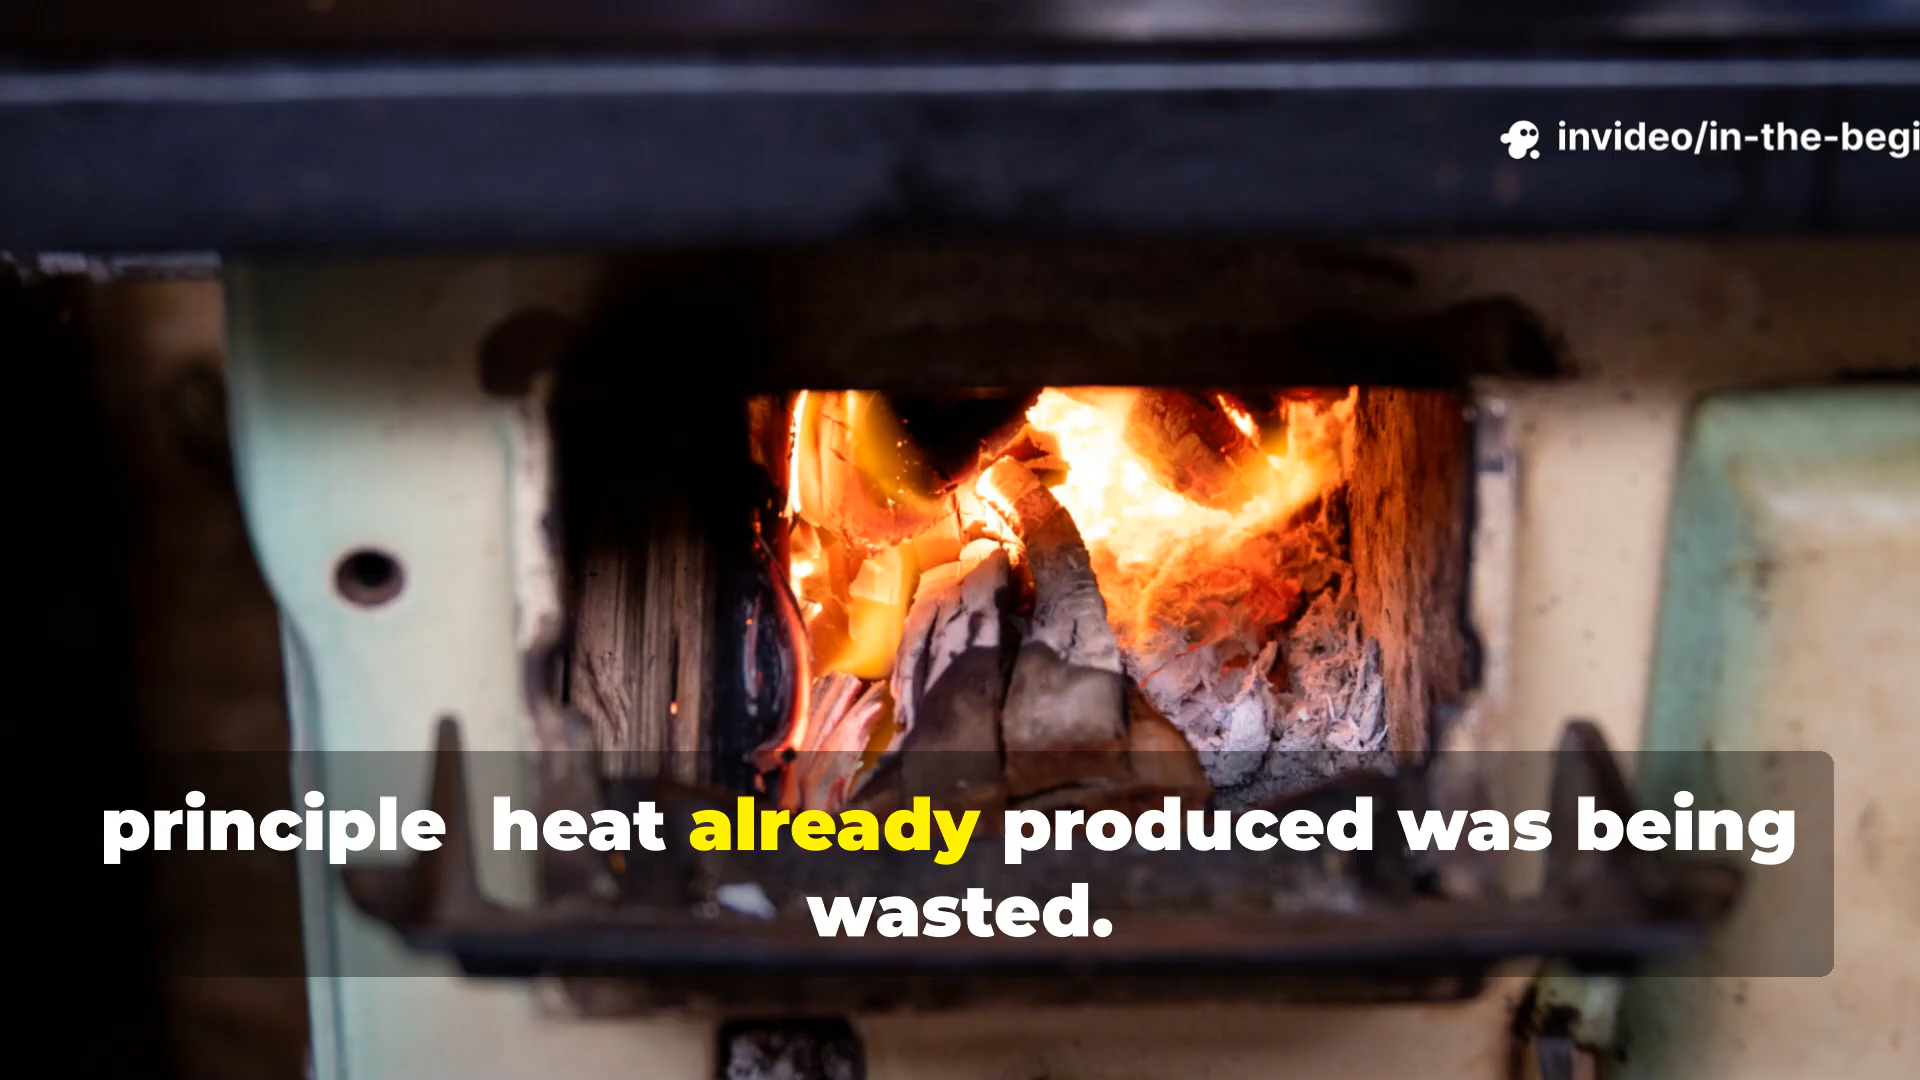 invideo/in-the-begi
principle heat already produced was being
wasted.